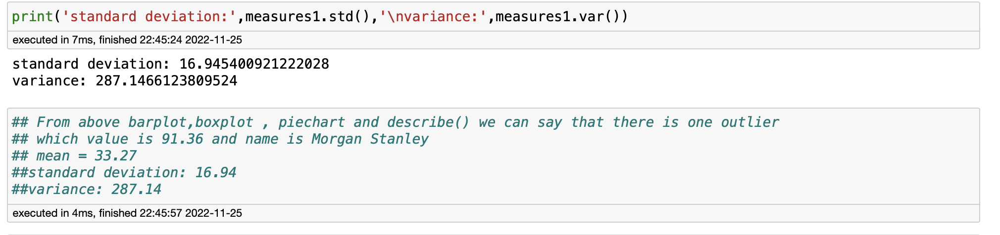 print('standard deviation:',measures1.std(),'\nvariance:',measures1.var())
executed in 7ms, finished 22:45:24 2022-11-25
standard deviation: 16.945400921222028
variance: 287.1466123809524
## From above barplot,boxplot , piechart and describe() we can say that there is one outlier
## which value is 91.36 and name is Morgan Stanley
## mean = 33.27
##standard deviation: 16.94
##variance: 287.14
executed in 4ms, finished 22:45:57 2022-11-25